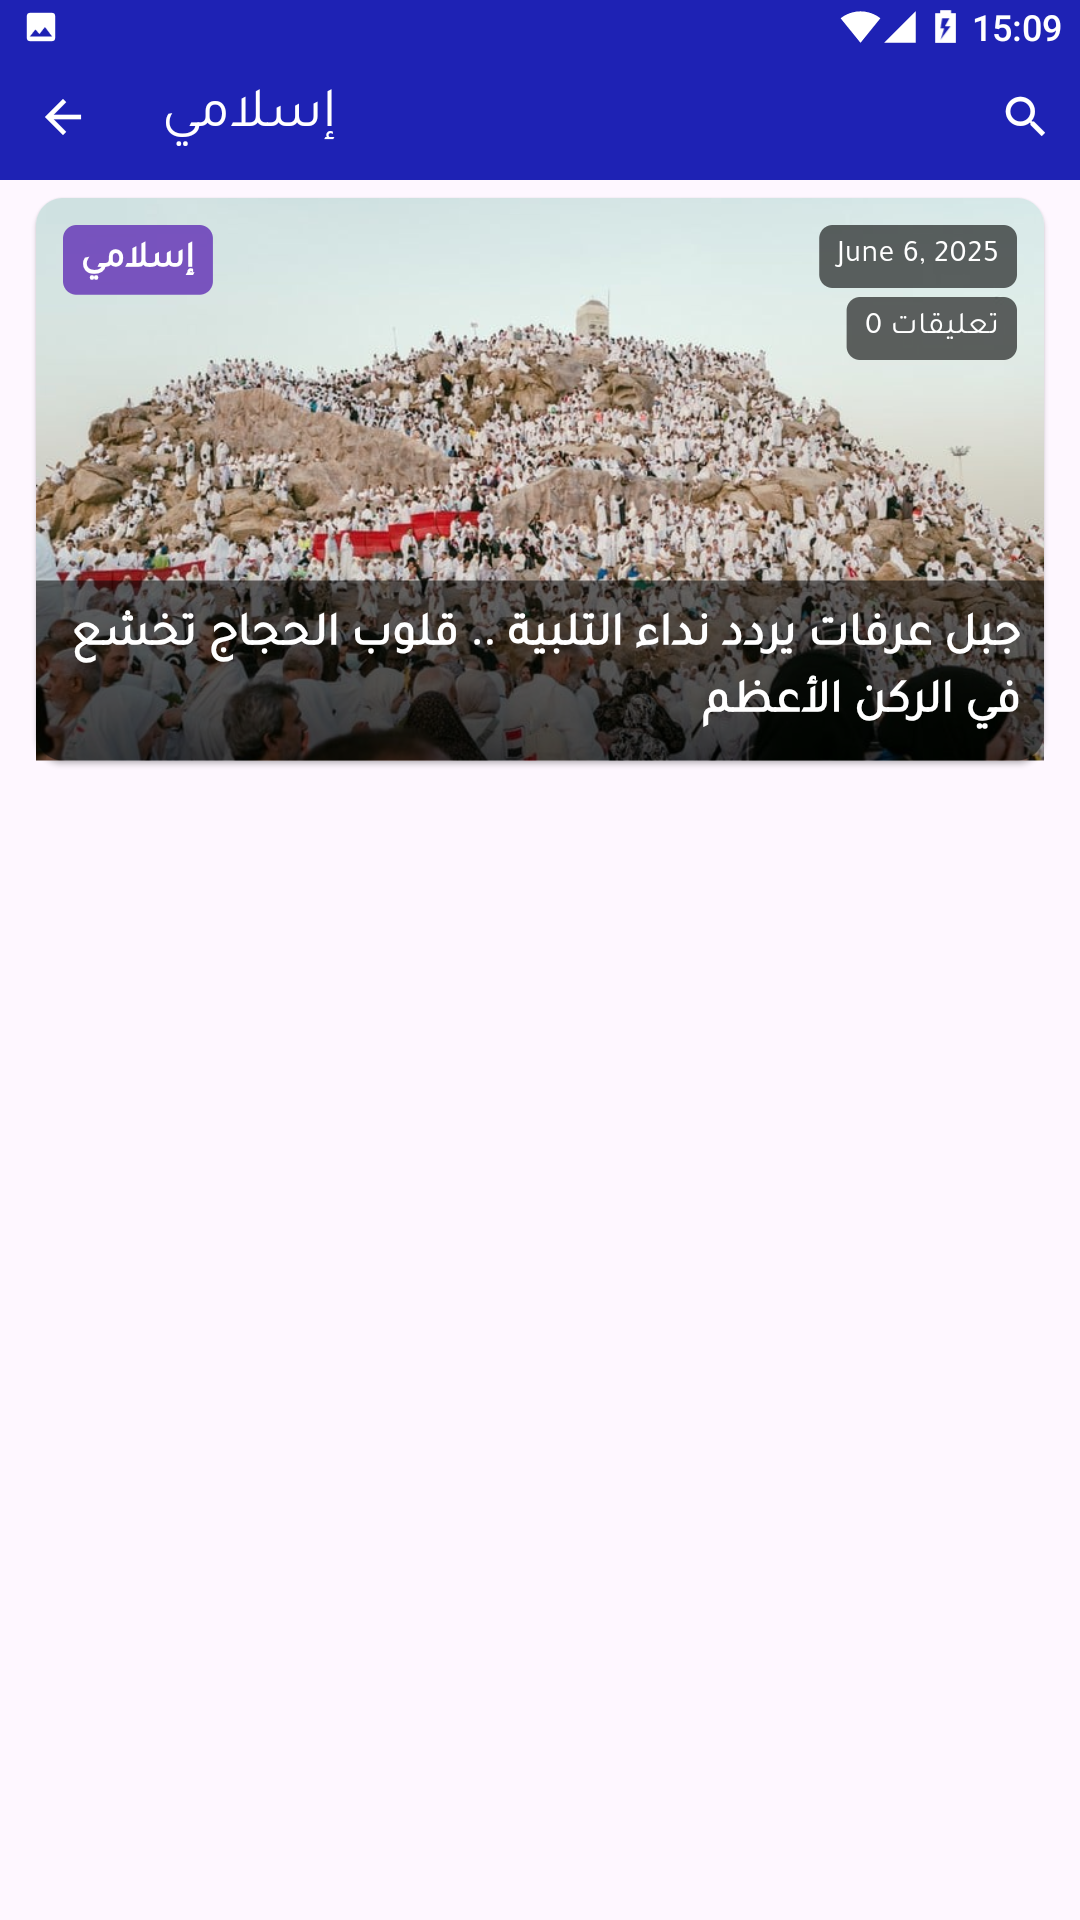 15:09
إسلامي
إسلامي
June 6, 2025
تعليقات 0
جبل عرفات يردد نداء التلبية .. قلوب الحجاج تخشع
في الركن الأعظم